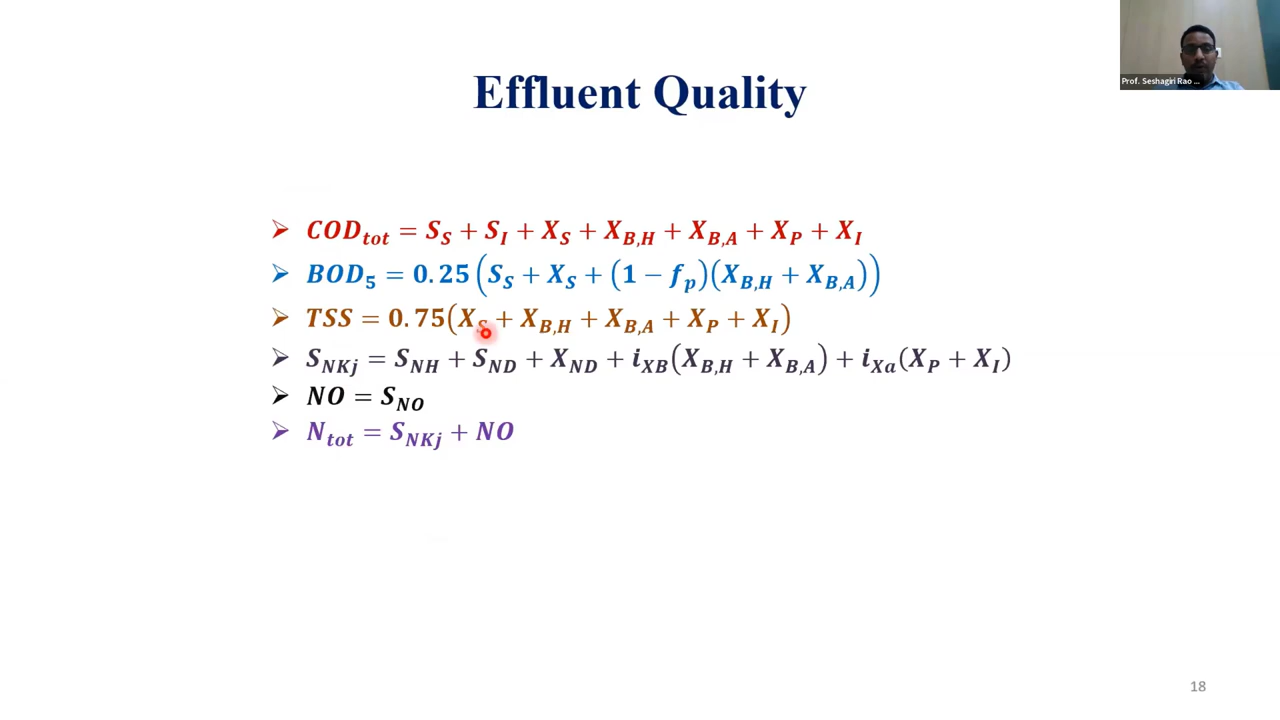 Prof. Seshagiri Rao ...
Effluent Quality
➢ COD_tot = S_S + S_I + X_S + X_B,H + X_B,A + X_P + X_I
➢ BOD_5 = 0.25(S_S + X_S + (1 − f_p)(X_B,H + X_B,A))
➢ TSS = 0.75(X_S + X_B,H + X_B,A + X_P + X_I)
➢ S_NKj = S_NH + S_ND + X_ND + i_XB(X_B,H + X_B,A) + i_Xa(X_P + X_I)
➢ NO = S_NO
➢ N_tot = S_NKj + NO
18